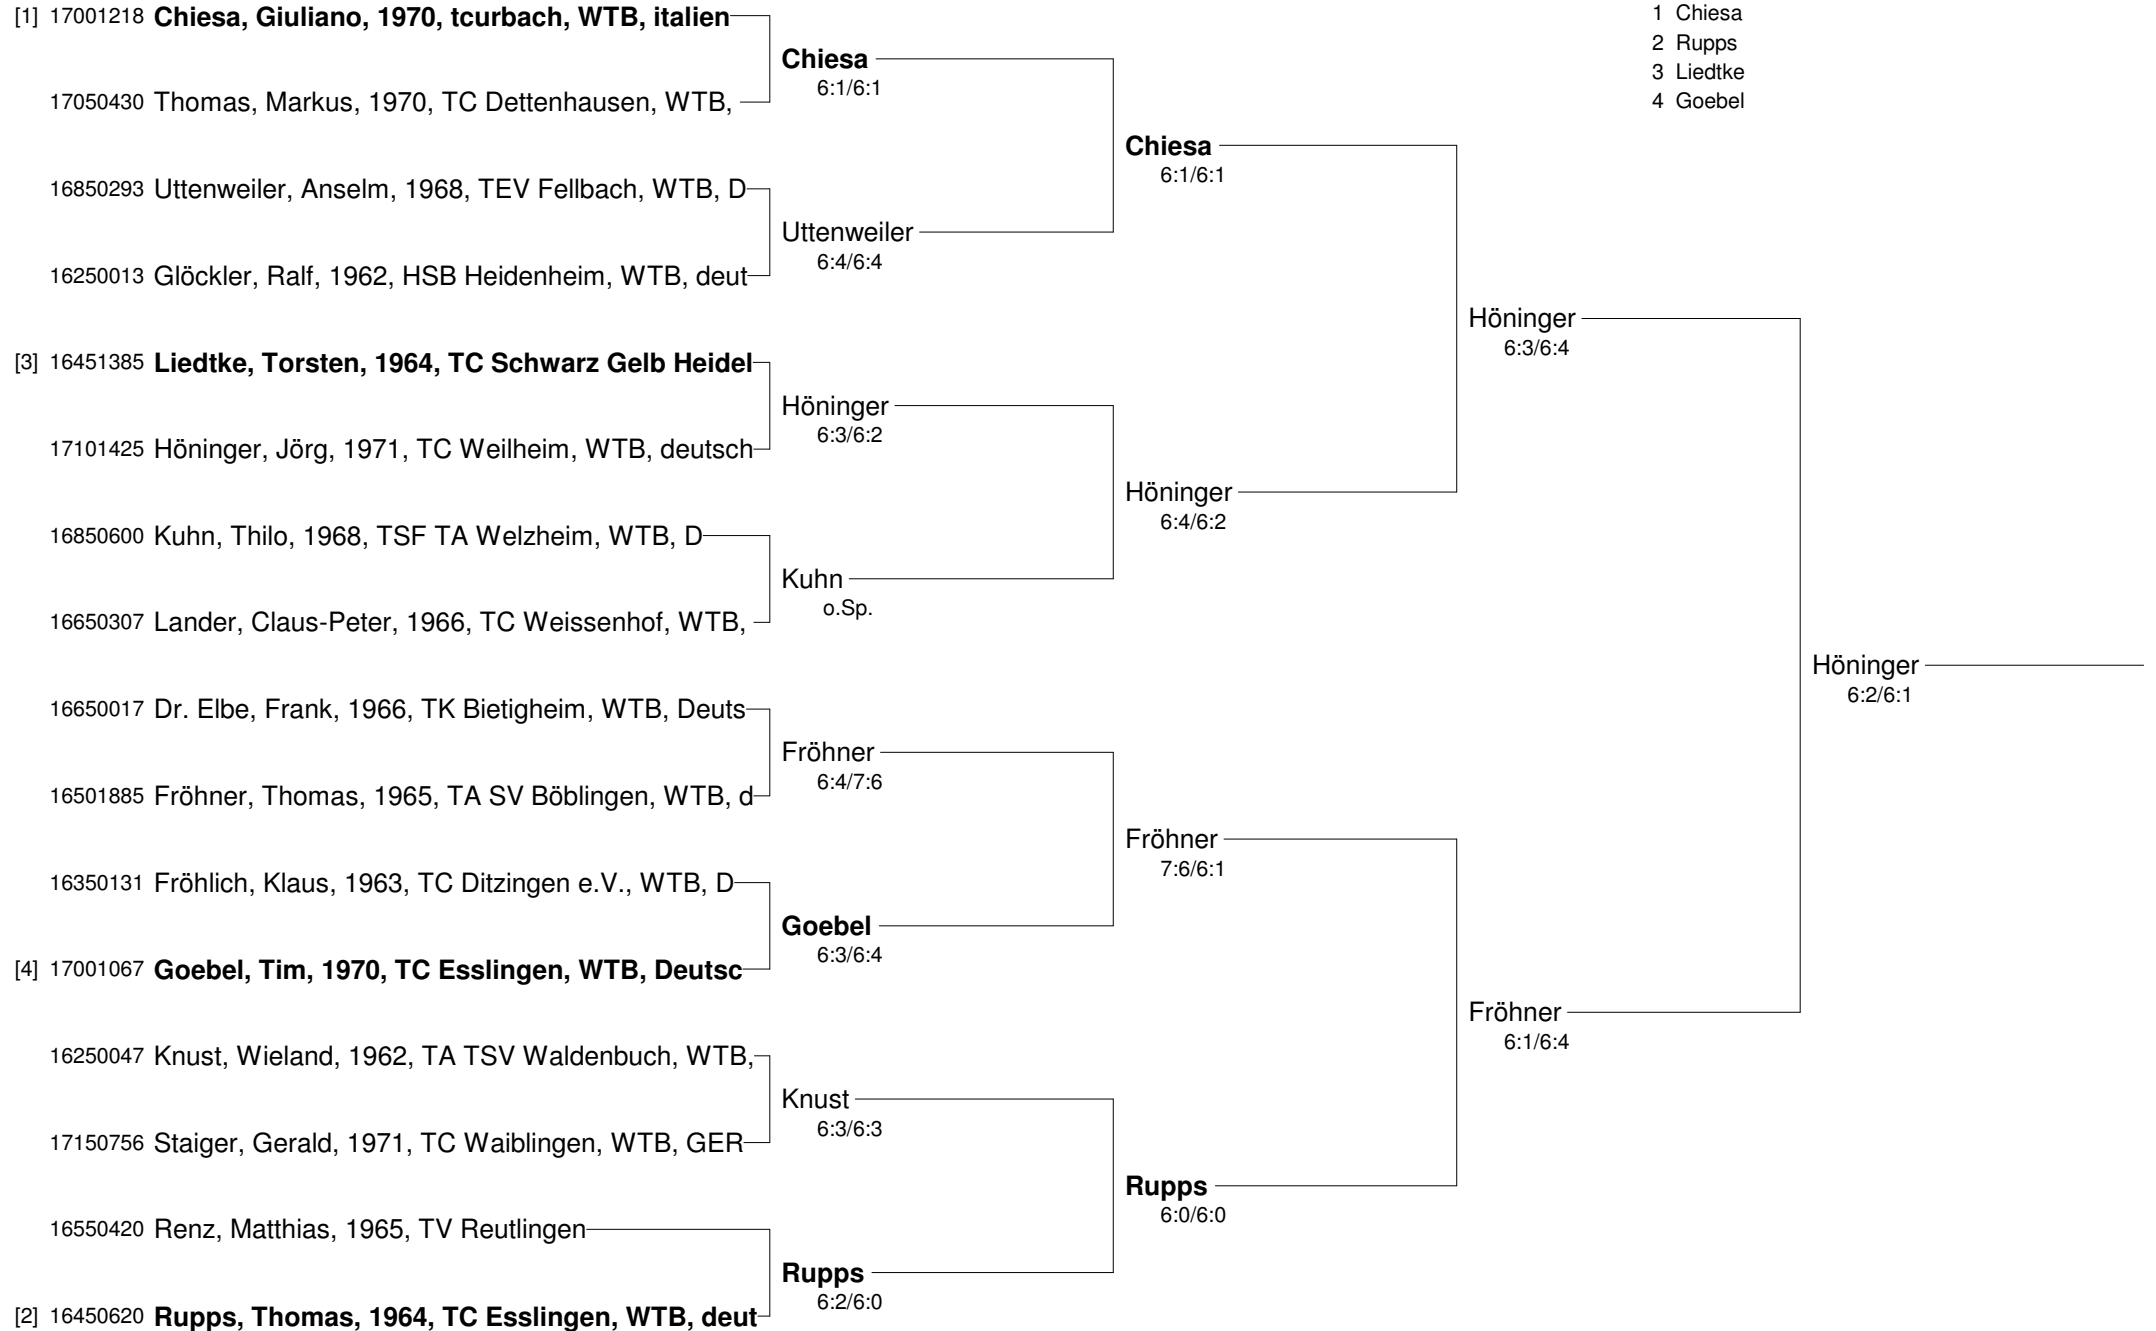 [1] 17001218 Chiesa, Giuliano, 1970, tcurbach, WTB, italien
17050430 Thomas, Markus, 1970, TC Dettenhausen, WTB,
16850293 Uttenweiler, Anselm, 1968, TEV Fellbach, WTB, D
16250013 Glöckler, Ralf, 1962, HSB Heidenheim, WTB, deut
[3] 16451385 Liedtke, Torsten, 1964, TC Schwarz Gelb Heidel
17101425 Höninger, Jörg, 1971, TC Weilheim, WTB, deutsch
16850600 Kuhn, Thilo, 1968, TSF TA Welzheim, WTB, D
16650307 Lander, Claus-Peter, 1966, TC Weissenhof, WTB,
16650017 Dr. Elbe, Frank, 1966, TK Bietigheim, WTB, Deuts
16501885 Fröhner, Thomas, 1965, TA SV Böblingen, WTB, d
16350131 Fröhlich, Klaus, 1963, TC Ditzingen e.V., WTB, D
[4] 17001067 Goebel, Tim, 1970, TC Esslingen, WTB, Deutsc
16250047 Knust, Wieland, 1962, TA TSV Waldenbuch, WTB,
17150756 Staiger, Gerald, 1971, TC Waiblingen, WTB, GER
16550420 Renz, Matthias, 1965, TV Reutlingen
[2] 16450620 Rupps, Thomas, 1964, TC Esslingen, WTB, deut
Chiesa
6:1/6:1
Uttenweiler
6:4/6:4
Höninger
6:3/6:2
Kuhn
o.Sp.
Fröhner
6:4/7:6
Goebel
6:3/6:4
Knust
6:3/6:3
Rupps
6:2/6:0
Chiesa
6:1/6:1
Höninger
6:4/6:2
Fröhner
7:6/6:1
Rupps
6:0/6:0
Höninger
6:3/6:4
Fröhner
6:1/6:4
Höninger
6:2/6:1
1 Chiesa
2 Rupps
3 Liedtke
4 Goebel